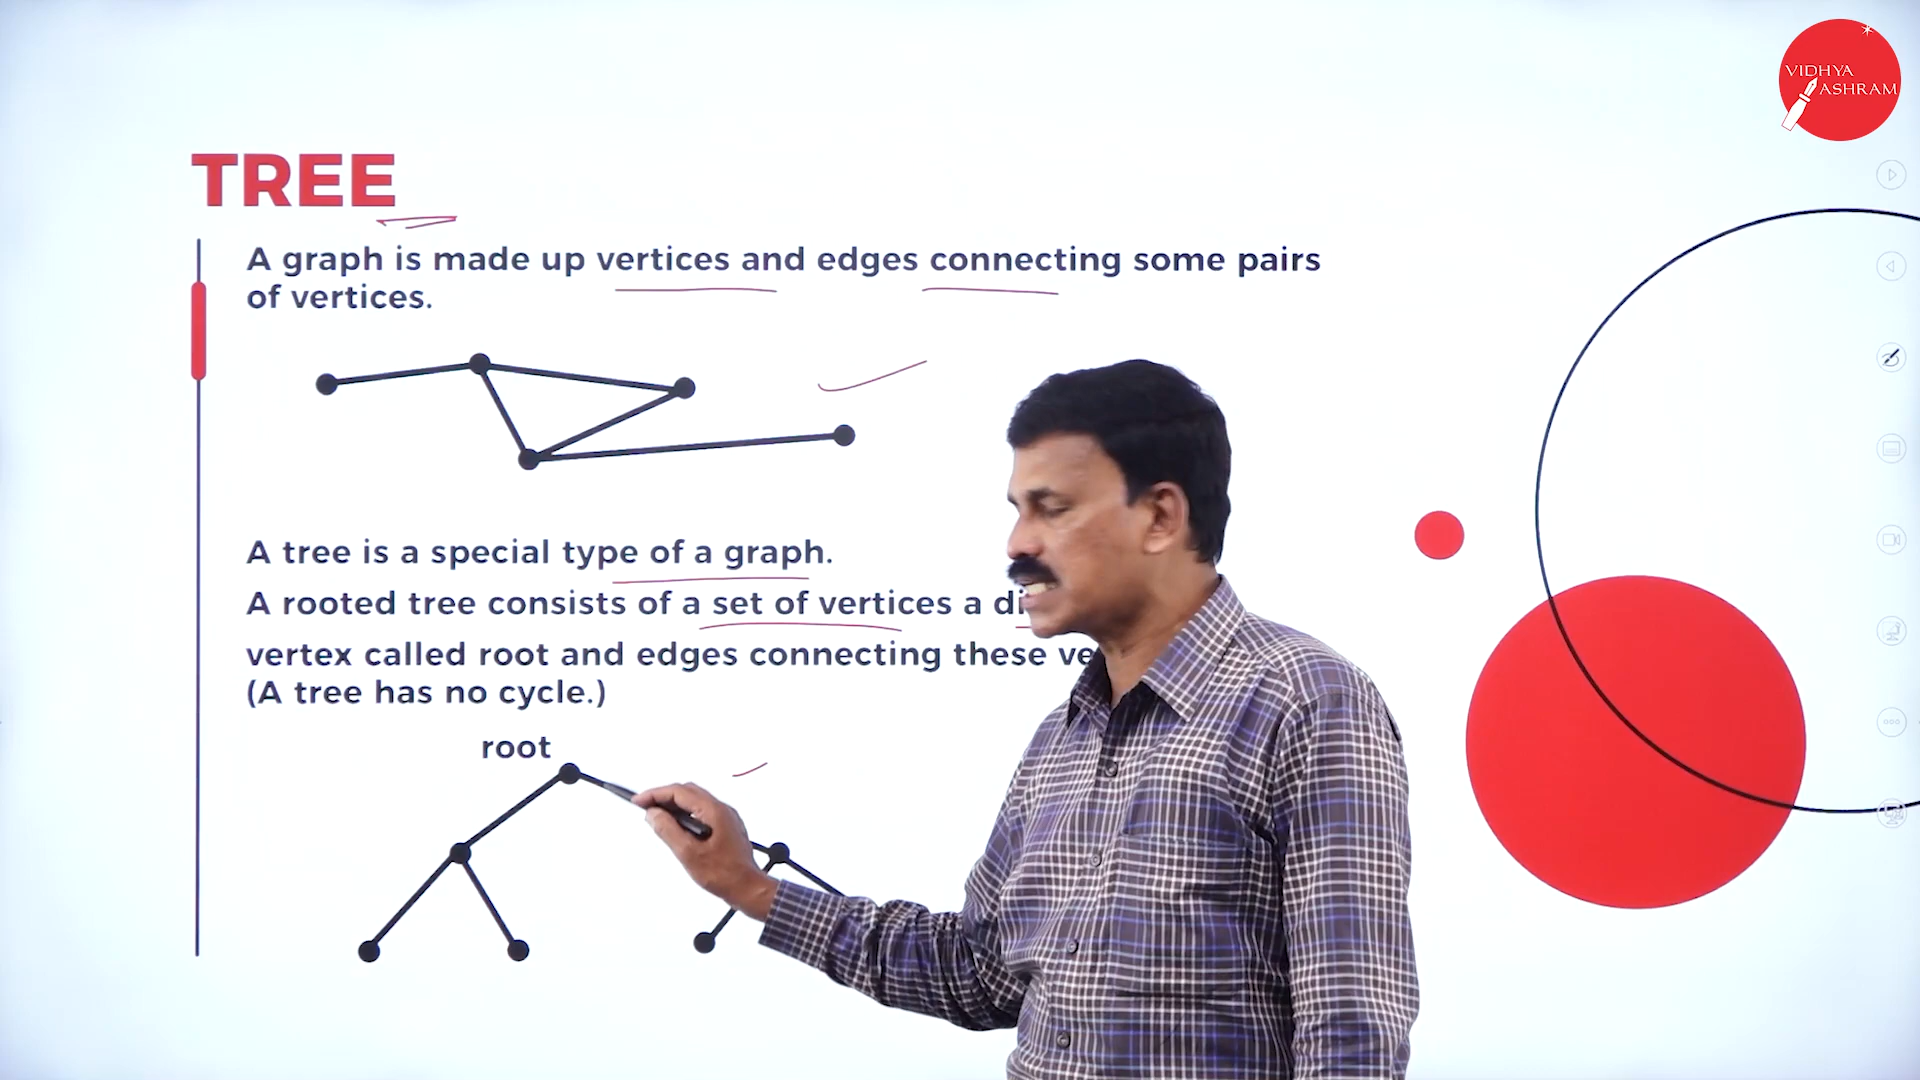 VIDHYA
ASHRAM
TREE
A graph is made up vertices and edges connecting some pairs
of vertices.
A tree is a special type of a graph.
A rooted tree consists of a set of vertices a
vertex called root and edges connecting these
(A tree has no cycle.)
root